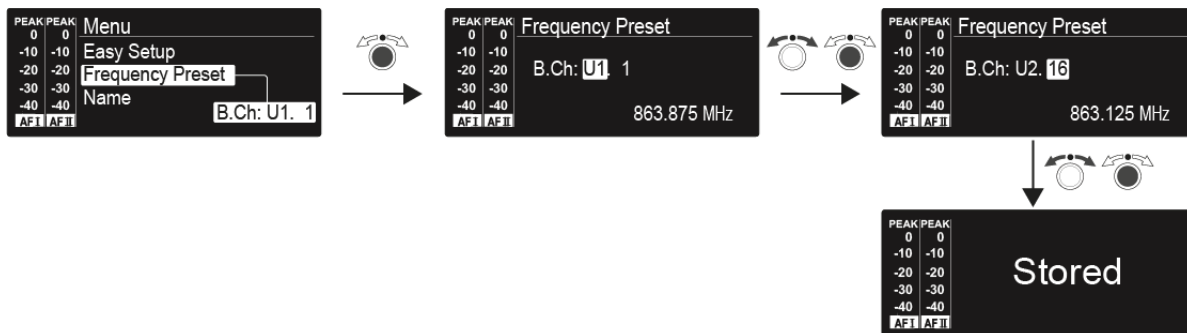 PEAK PEAK
0 0
-10 -10
-20 -20
-30 -30
-40 -40
AF I AF II
Menu
Easy Setup
Frequency Preset
Name
B.Ch: U1. 1
PEAK PEAK
0 0
-10 -10
-20 -20
-30 -30
-40 -40
AF I AF II
Frequency Preset
B.Ch: U1. 1
863.875 MHz
PEAK PEAK
0 0
-10 -10
-20 -20
-30 -30
-40 -40
AF I AF II
Frequency Preset
B.Ch: U2. 16
863.125 MHz
PEAK PEAK
0 0
-10 -10
-20 -20
-30 -30
-40 -40
AF I AF II
Stored